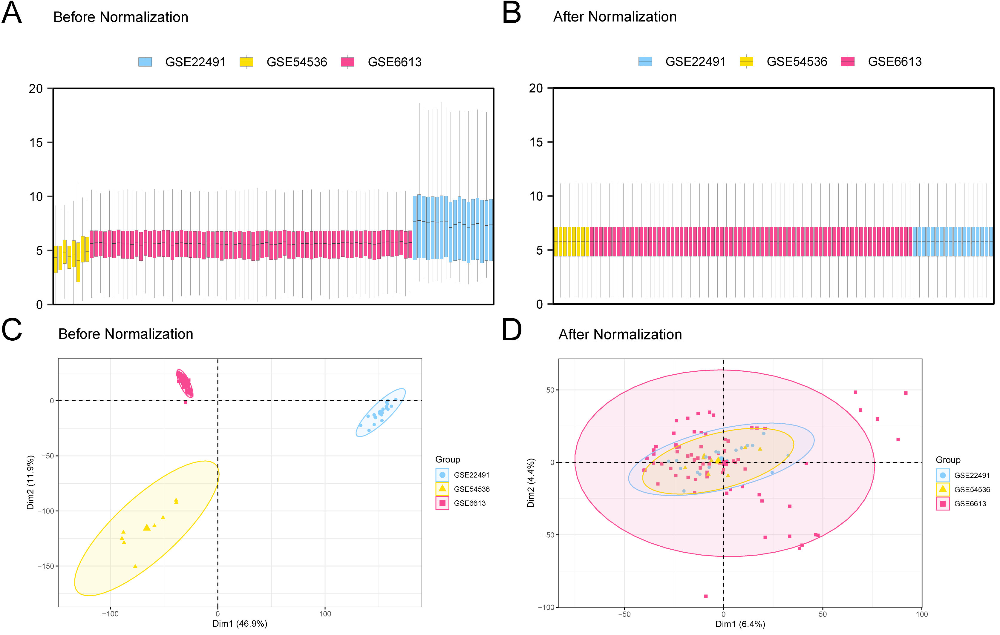 A
Before Normalization
GSE22491 GSE54536 GSE6613
20
15
10
5
0
B
After Normalization
GSE22491 GSE54536 GSE6613
20
15
10
5
0
C
Before Normalization
0
−50
−100
−150
Dim2 (11.9%)
−100 0 100
Dim1 (46.9%)
Group
GSE22491
GSE54536
GSE6613
D
After Normalization
50
0
−50
−100
Dim2 (4.4%)
−50 0 50 100
Dim1 (6.4%)
Group
GSE22491
GSE54536
GSE6613